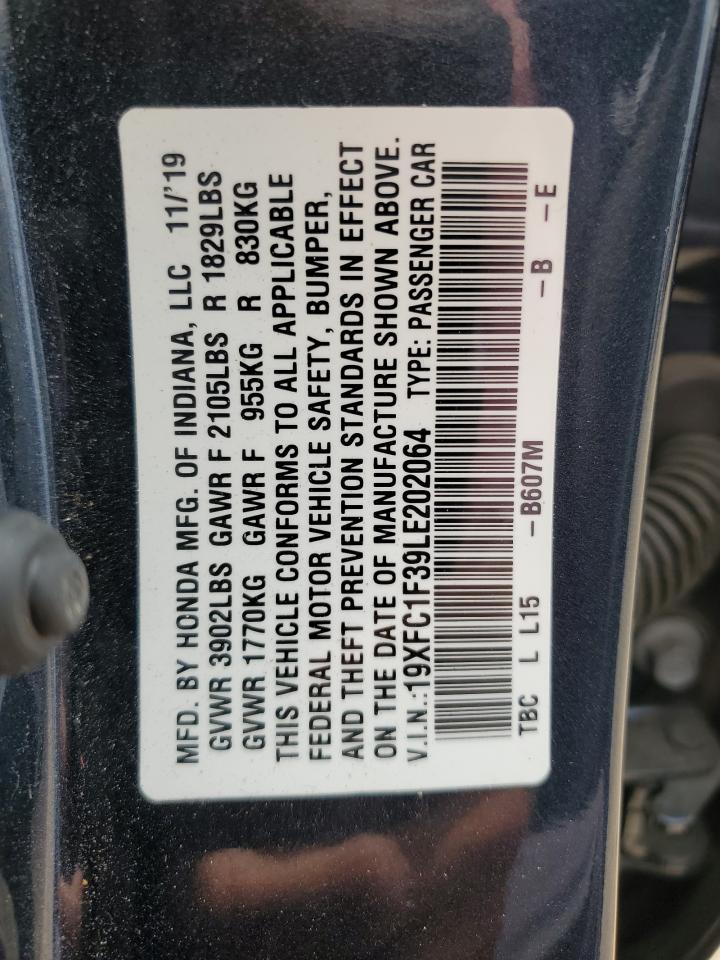 MFD. BY HONDA MFG. OF INDIANA, LLC 11/'19
GVWR 3902LBS GAWR F 2105LBS R 1829LBS
GVWR 1770KG GAWR F 955KG R 830KG
THIS VEHICLE CONFORMS TO ALL APPLICABLE
FEDERAL MOTOR VEHICLE SAFETY, BUMPER,
AND THEFT PREVENTION STANDARDS IN EFFECT
ON THE DATE OF MANUFACTURE SHOWN ABOVE.
V.I.N.:19XFC1F39LE202064 TYPE: PASSENGER CAR
TBC L L15 -B607M -B -E